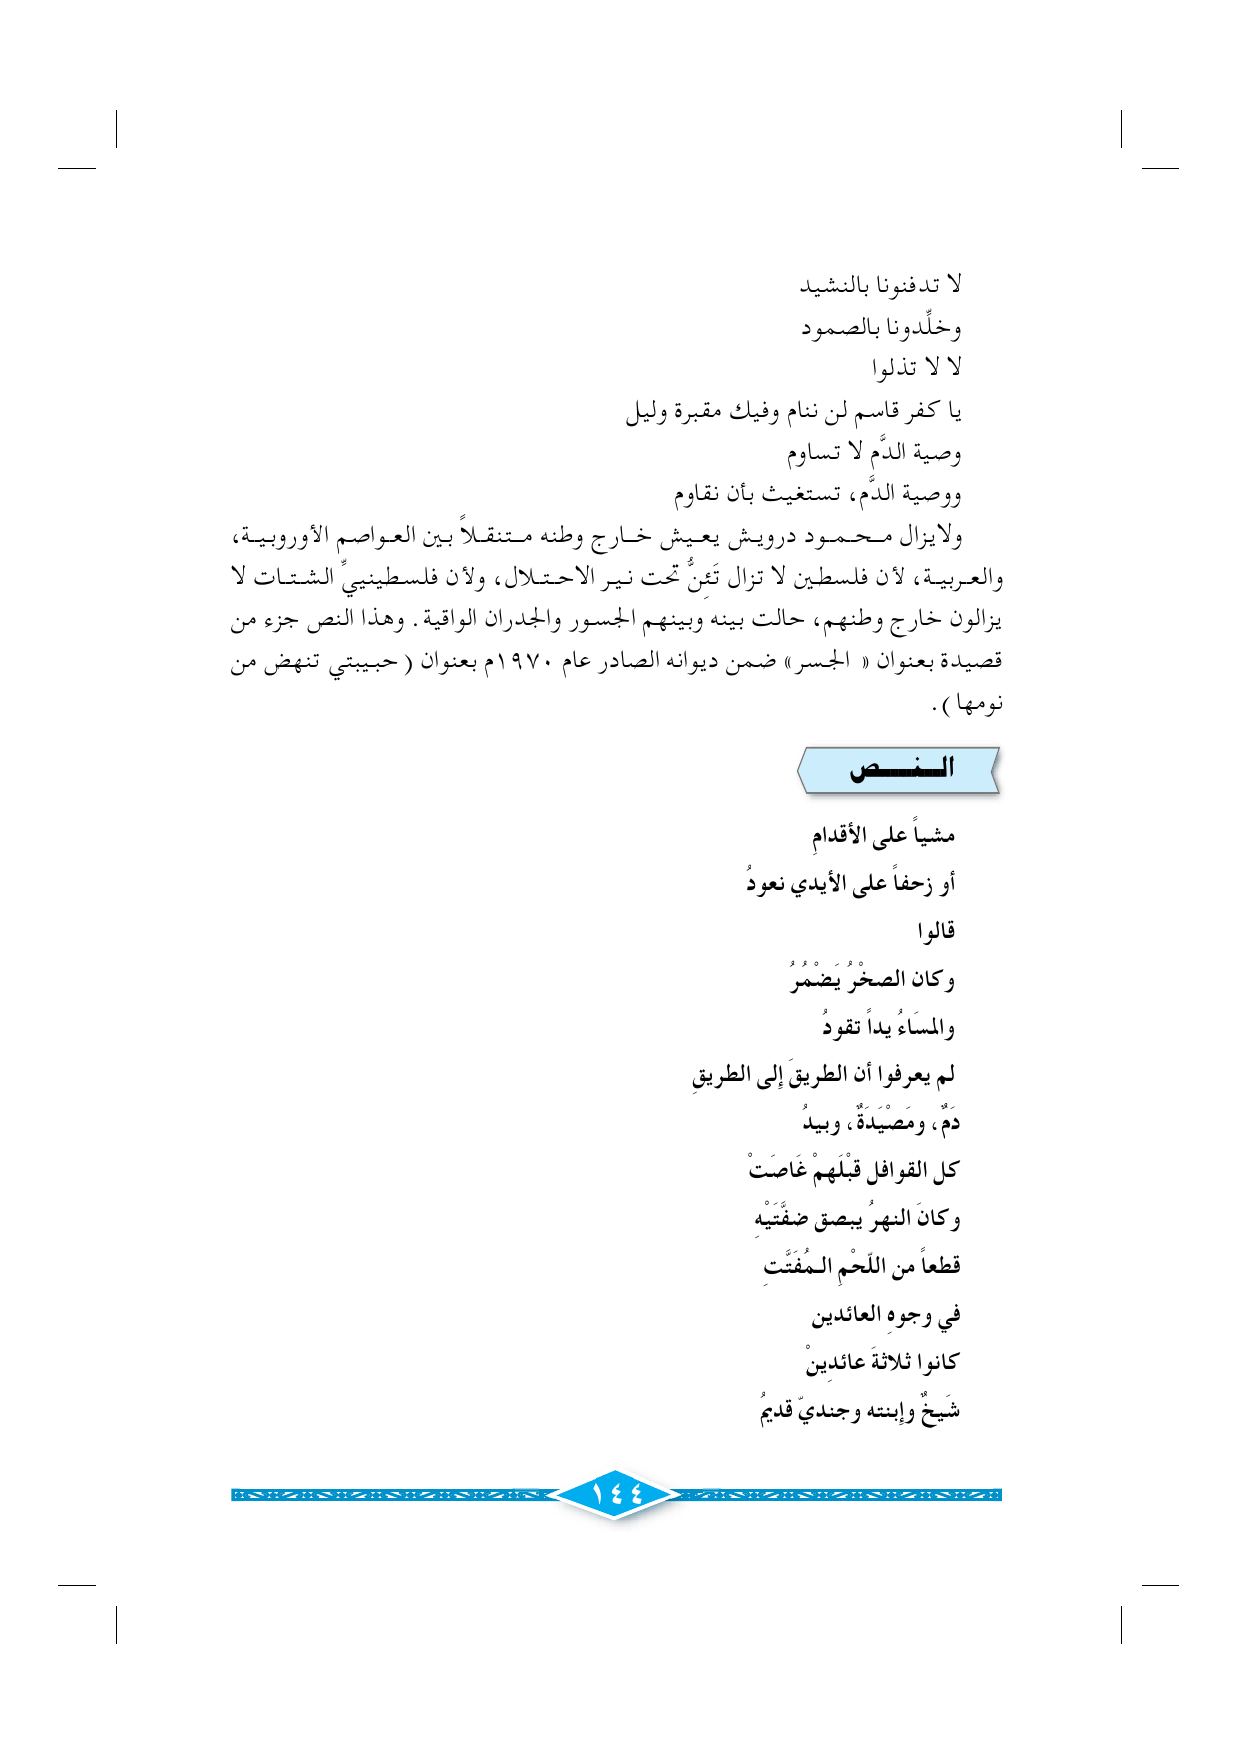 لا تدفنونا بالنشيد
وخلِّدونا بالصمود
لا لا تذلوا
يا كفر قاسم لن ننام وفيك مقبرة وليل
وصية الدَّم لا تساوم
ووصية الدَّم، تستغيث بأن نقاوم
ولايزال محمود درويش يعيش خارج وطنه متنقلاً بين العواصم الأوروبية،
والعربية، لأن فلسطين لا تزال تَئِنُّ تحت نير الاحتلال، ولأن فلسطينييِّ الشتات لا
يزالون خارج وطنهم، حالت بينه وبينهم الجسور والجدران الواقية. وهذا النص جزء من
قصيدة بعنوان « الجسر» ضمن ديوانه الصادر عام ١٩٧٠م بعنوان ( حبيبتي تنهض من
نومها ).
النص
مشياً على الأقدامِ
أو زحفاً على الأيدي نعودُ
قالوا
وكان الصخْرُ يَضْمُرُ
والمسَاءُ يداً تقودُ
لم يعرفوا أن الطريقَ إِلى الطريقِ
دَمٌ، ومَصْيَدَةٌ، وبيدُ
كل القوافل قبْلَهمْ غَاصَتْ
وكانَ النهرُ يبصق ضفَّتَيْهِ
قطعاً من اللّحْمِ المُفَتَّتِ
في وجوهِ العائدين
كانوا ثلاثةَ عائدِينْ
شَيخٌ وإِبنته وجنديّ قديمُ
١٤٤